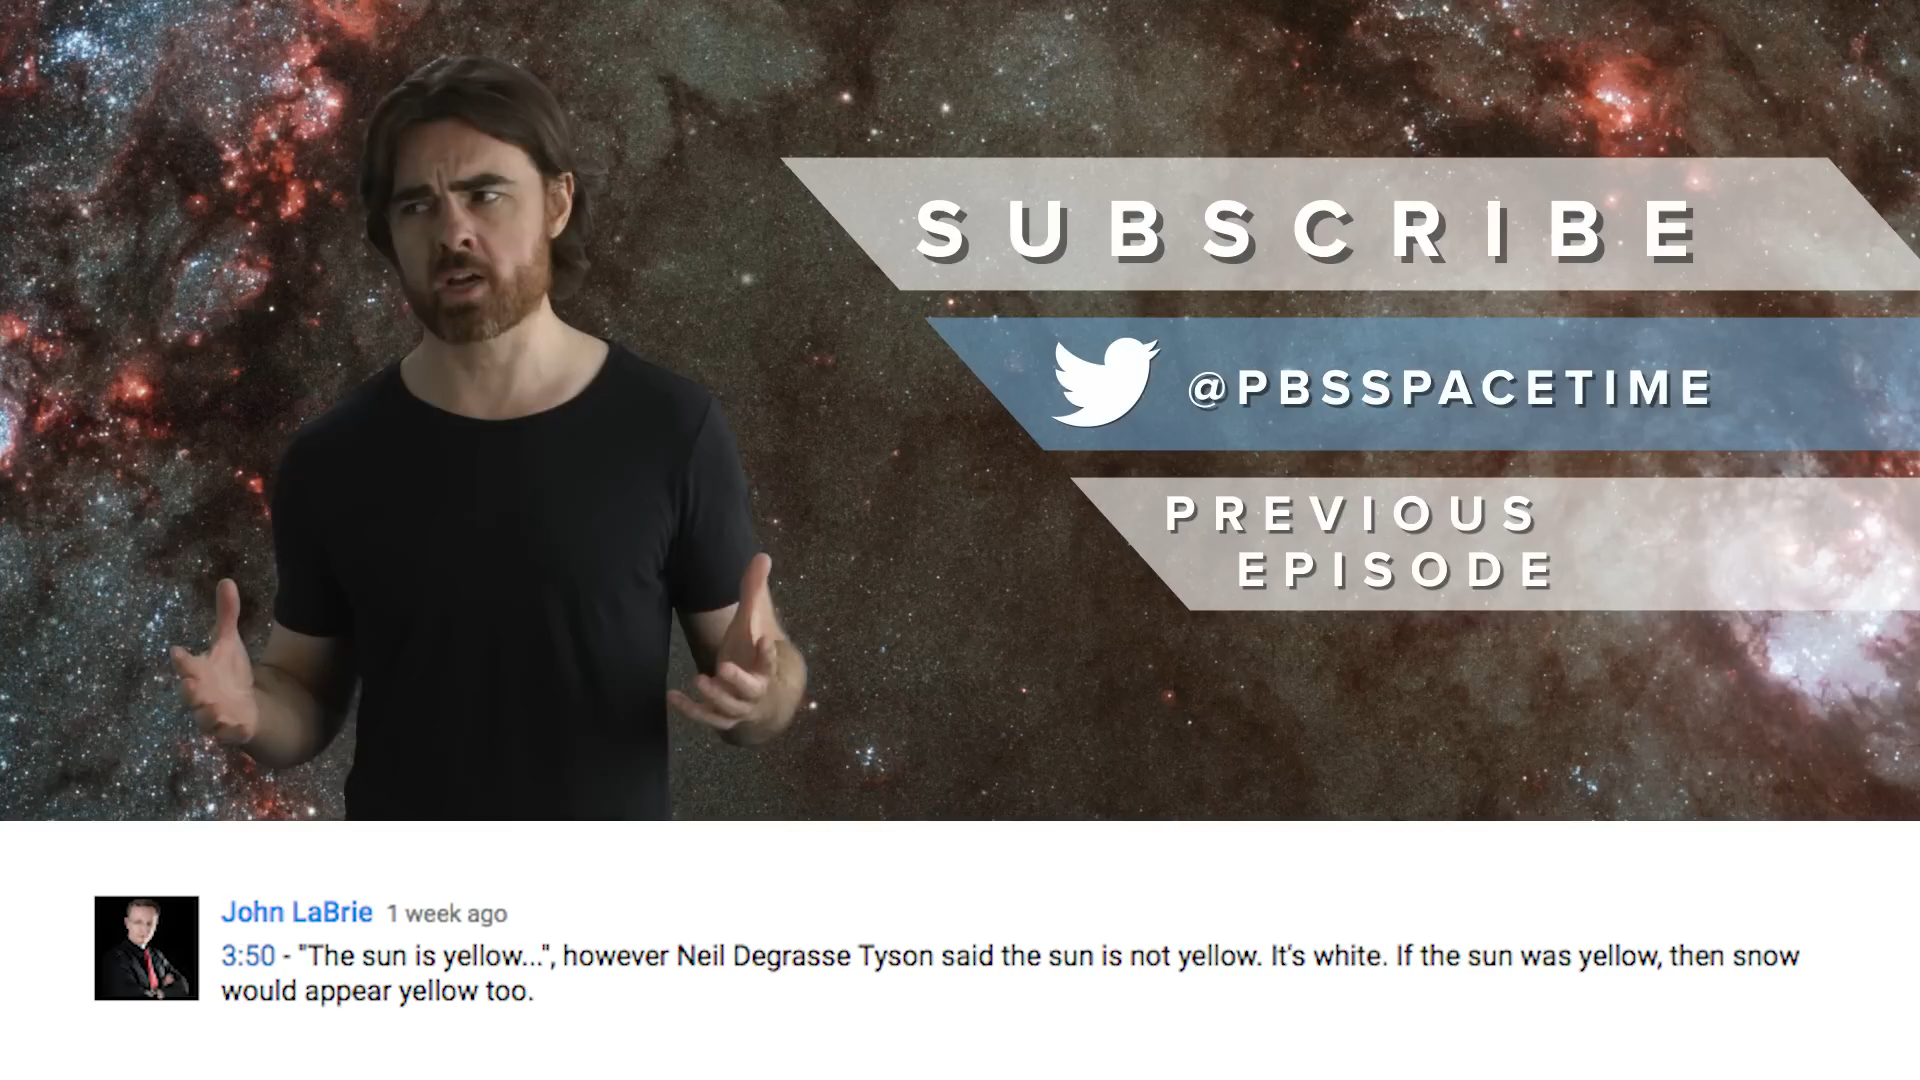 SUBSCRIBE
@PBSSPACETIME
PREVIOUS
EPISODE
John LaBrie 1 week ago
3:50 - "The sun is yellow...", however Neil Degrasse Tyson said the sun is not yellow. It's white. If the sun was yellow, then snow
would appear yellow too.